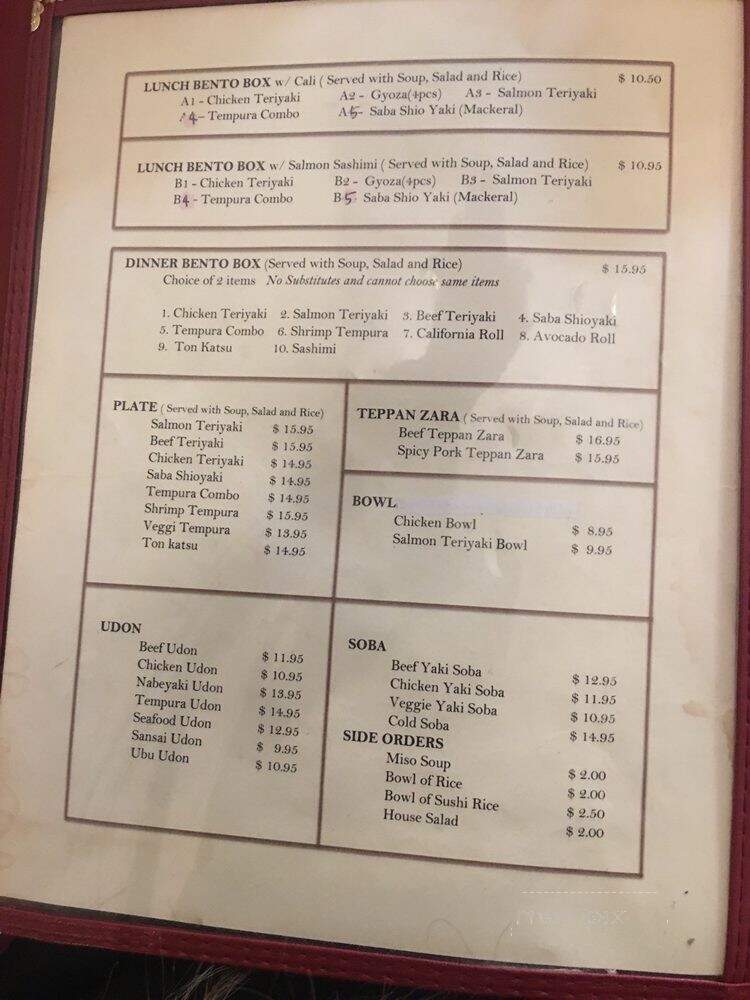 LUNCH BENTO BOX w/ Cali ( Served with Soup, Salad and Rice) $ 10.50
A1 - Chicken Teriyaki A2 - Gyoza(4pcs) A3 - Salmon Teriyaki
A4 - Tempura Combo A5- Saba Shio Yaki (Mackeral)
LUNCH BENTO BOX w/ Salmon Sashimi ( Served with Soup, Salad and Rice) $ 10.95
B1 - Chicken Teriyaki B2 - Gyoza(4pcs) B3 - Salmon Teriyaki
B4 - Tempura Combo B5 Saba Shio Yaki (Mackeral)
DINNER BENTO BOX (Served with Soup, Salad and Rice) $ 15.95
Choice of 2 items No Substitutes and cannot choose same items
1. Chicken Teriyaki 2. Salmon Teriyaki 3. Beef Teriyaki 4. Saba Shioyaki
5. Tempura Combo 6. Shrimp Tempura 7. California Roll 8. Avocado Roll
9. Ton Katsu 10. Sashimi
PLATE ( Served with Soup, Salad and Rice)
Salmon Teriyaki $ 15.95
Beef Teriyaki $ 15.95
Chicken Teriyaki $ 14.95
Saba Shioyaki $ 14.95
Tempura Combo $ 14.95
Shrimp Tempura $ 15.95
Veggi Tempura $ 13.95
Ton katsu $ 14.95
TEPPAN ZARA ( Served with Soup, Salad and Rice)
Beef Teppan Zara $ 16.95
Spicy Pork Teppan Zara $ 15.95
BOWL
Chicken Bowl $ 8.95
Salmon Teriyaki Bowl $ 9.95
UDON
Beef Udon $ 11.95
Chicken Udon $ 10.95
Nabeyaki Udon $ 13.95
Tempura Udon $ 14.95
Seafood Udon $ 12.95
Sansai Udon $ 9.95
Ubu Udon $ 10.95
SOBA
Beef Yaki Soba $ 12.95
Chicken Yaki Soba $ 11.95
Veggie Yaki Soba $ 10.95
Cold Soba $ 14.95
SIDE ORDERS
Miso Soup $ 2.00
Bowl of Rice $ 2.00
Bowl of Sushi Rice $ 2.50
House Salad $ 2.00